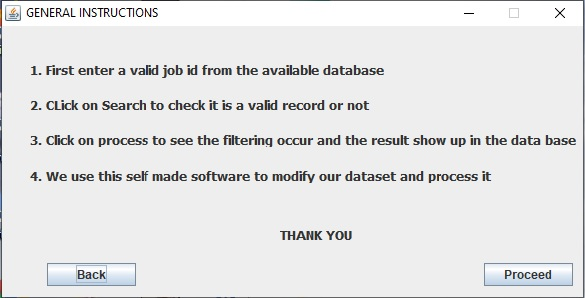 GENERAL INSTRUCTIONS
1. First enter a valid job id from the available database
2. CLick on Search to check it is a valid record or not
3. Click on process to see the filtering occur and the result show up in the data base
4. We use this self made software to modify our dataset and process it
THANK YOU
Back
Proceed